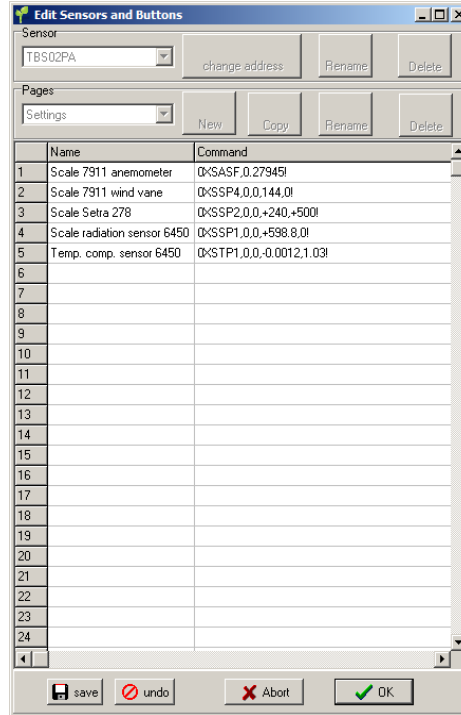 Edit Sensors and Buttons
Sensor
TBS02PA change address Rename Delete
Pages
Settings New Copy Rename Delete
Name Command
1 Scale 7911 anemometer 0XSASF,0.27945!
2 Scale 7911 wind vane 0XSSP4,0,0,144,0!
3 Scale Setra 278 0XSSP2,0,0,+240,+500!
4 Scale radiation sensor 6450 0XSSP1,0,0,+598.8,0!
5 Temp. comp. sensor 6450 0XSTP1,0,0,-0.0012,1.03!
6
7
8
9
10
11
12
13
14
15
16
17
18
19
20
21
22
23
24
save undo Abort OK